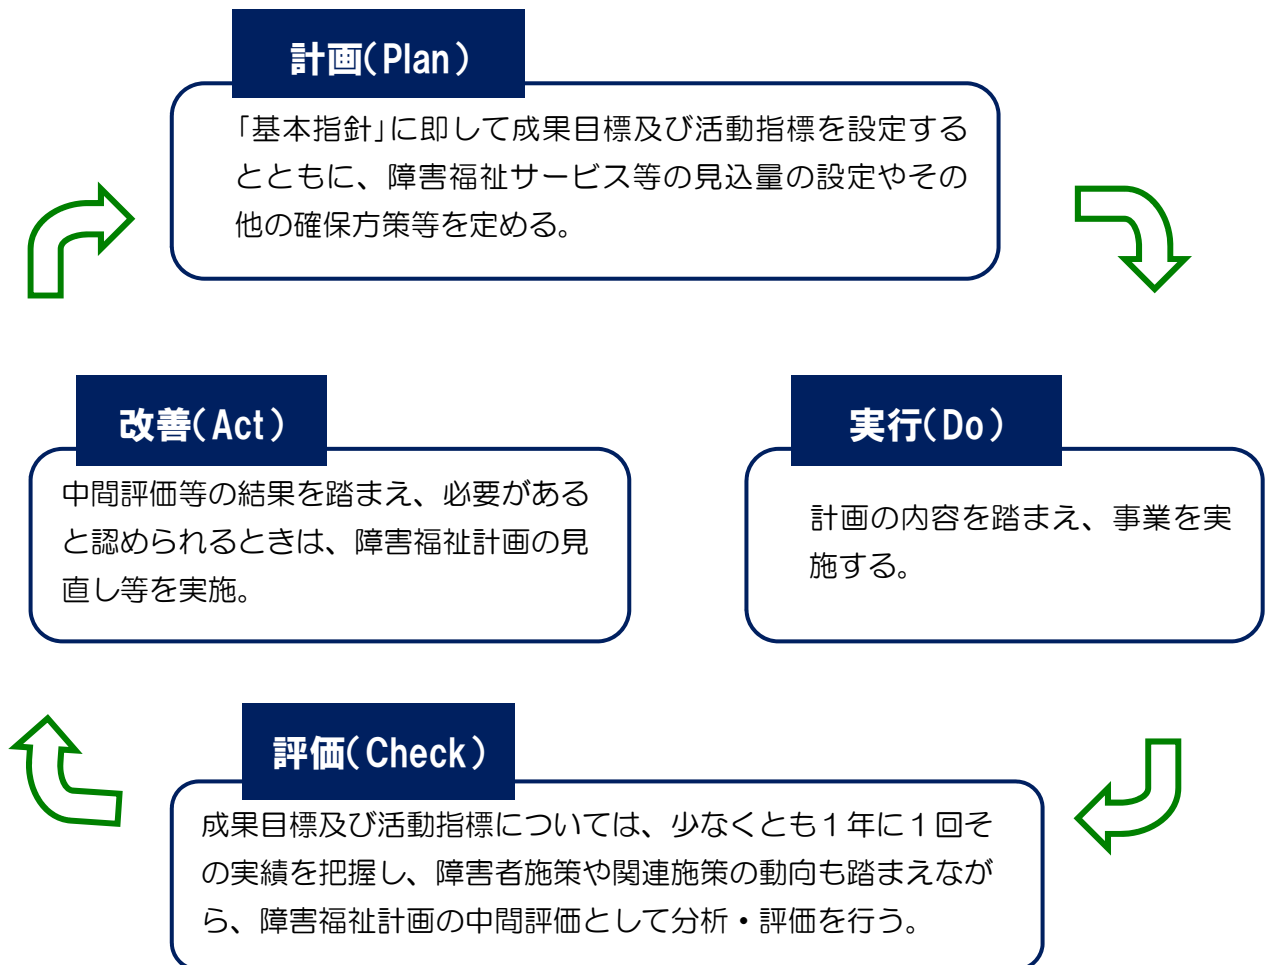 計画(Plan)
「基本指針」に即して成果目標及び活動指標を設定する
とともに、障害福祉サービス等の見込量の設定やその
他の確保方策等を定める。
改善(Act)
中間評価等の結果を踏まえ、必要がある
と認められるときは、障害福祉計画の見
直し等を実施。
実行(Do)
計画の内容を踏まえ、事業を実
施する。
評価(Check)
成果目標及び活動指標については、少なくとも１年に１回そ
の実績を把握し、障害者施策や関連施策の動向も踏まえなが
ら、障害福祉計画の中間評価として分析・評価を行う。